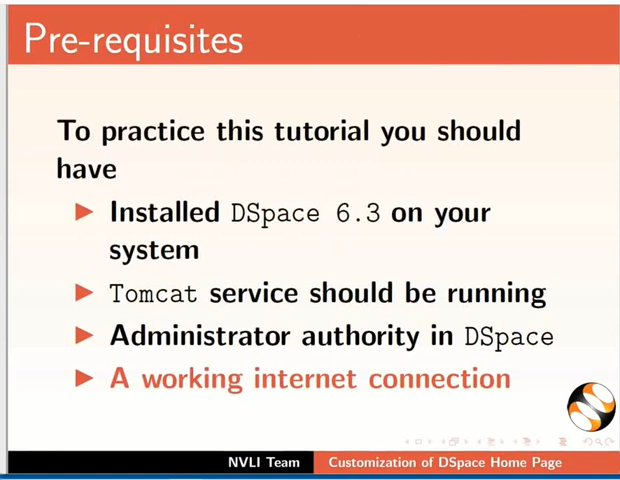 Pre-requisites
To practice this tutorial you should
have
Installed DSpace 6.3 on your
system
Tomcat service should be running
Administrator authority in DSpace
A working internet connection
NVLI Team Customization of DSpace Home Page